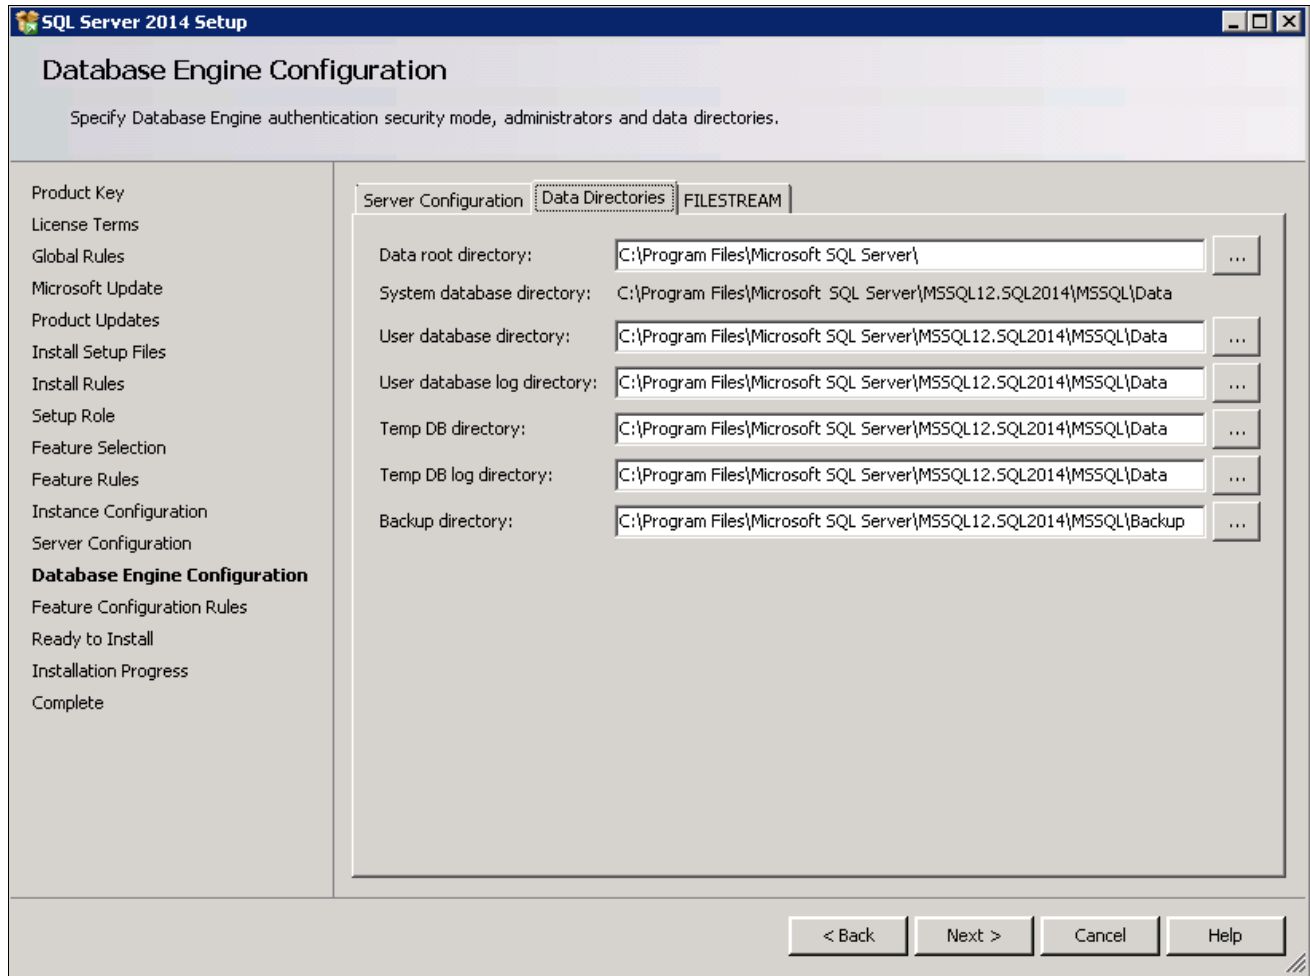 SQL Server 2014 Setup
Database Engine Configuration
Specify Database Engine authentication security mode, administrators and data directories.
Product Key
License Terms
Global Rules
Microsoft Update
Product Updates
Install Setup Files
Install Rules
Setup Role
Feature Selection
Feature Rules
Instance Configuration
Server Configuration
Database Engine Configuration
Feature Configuration Rules
Ready to Install
Installation Progress
Complete
Server Configuration Data Directories FILESTREAM
Data root directory: C:\Program Files\Microsoft SQL Server\ ...
System database directory: C:\Program Files\Microsoft SQL Server\MSSQL12.SQL2014\MSSQL\Data
User database directory: C:\Program Files\Microsoft SQL Server\MSSQL12.SQL2014\MSSQL\Data ...
User database log directory: C:\Program Files\Microsoft SQL Server\MSSQL12.SQL2014\MSSQL\Data ...
Temp DB directory: C:\Program Files\Microsoft SQL Server\MSSQL12.SQL2014\MSSQL\Data ...
Temp DB log directory: C:\Program Files\Microsoft SQL Server\MSSQL12.SQL2014\MSSQL\Data ...
Backup directory: C:\Program Files\Microsoft SQL Server\MSSQL12.SQL2014\MSSQL\Backup ...
< Back Next > Cancel Help